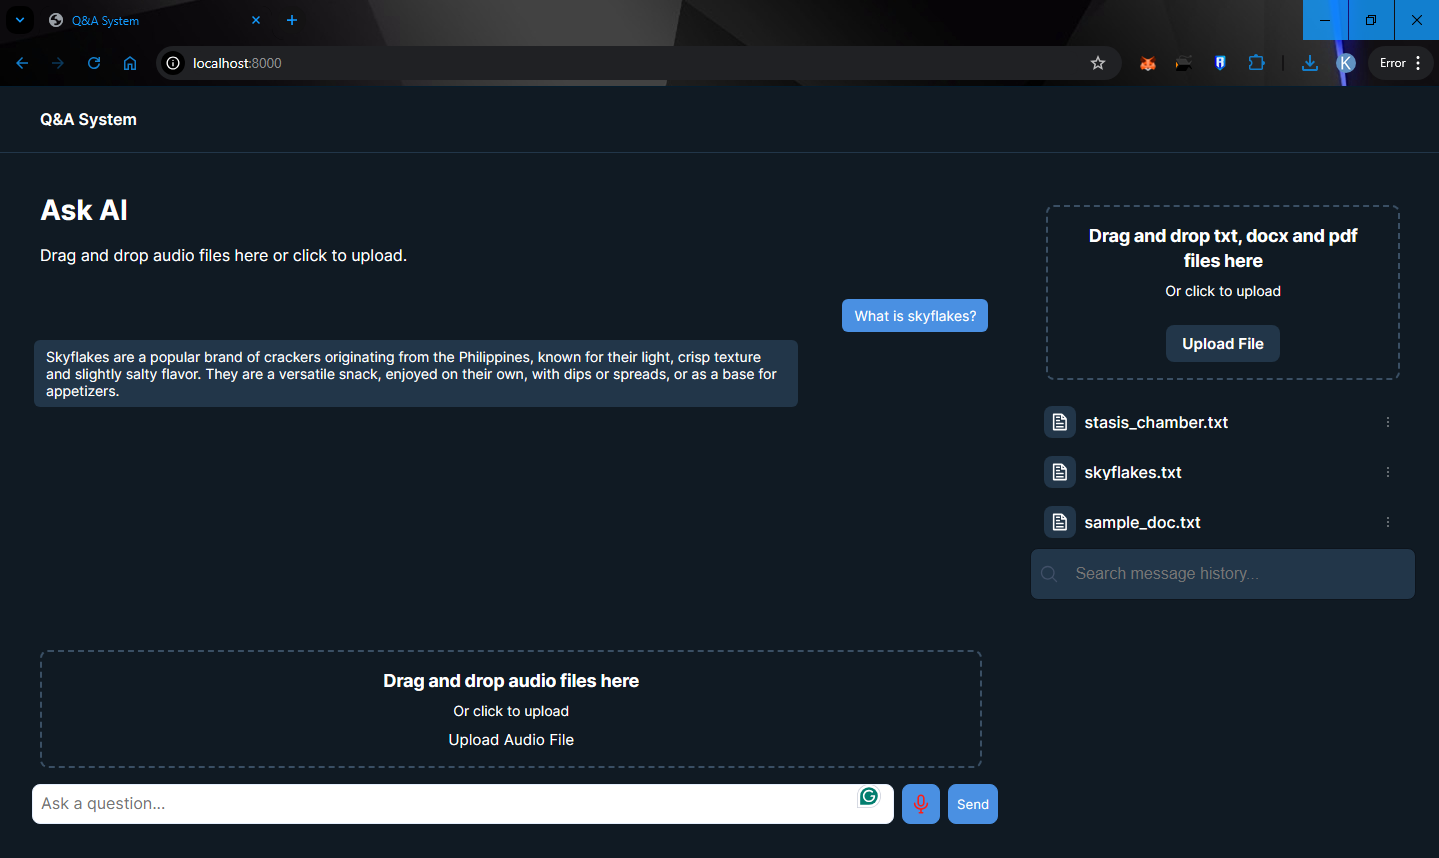 Q&A System
localhost:8000
K
Error
Q&A System
Ask AI
Drag and drop audio files here or click to upload.
What is skyflakes?
Skyflakes are a popular brand of crackers originating from the Philippines, known for their light, crisp texture
and slightly salty flavor. They are a versatile snack, enjoyed on their own, with dips or spreads, or as a base for
appetizers.
Drag and drop audio files here
Or click to upload
Upload Audio File
Ask a question...
Send
Drag and drop txt, docx and pdf
files here
Or click to upload
Upload File
stasis_chamber.txt
skyflakes.txt
sample_doc.txt
Search message history...